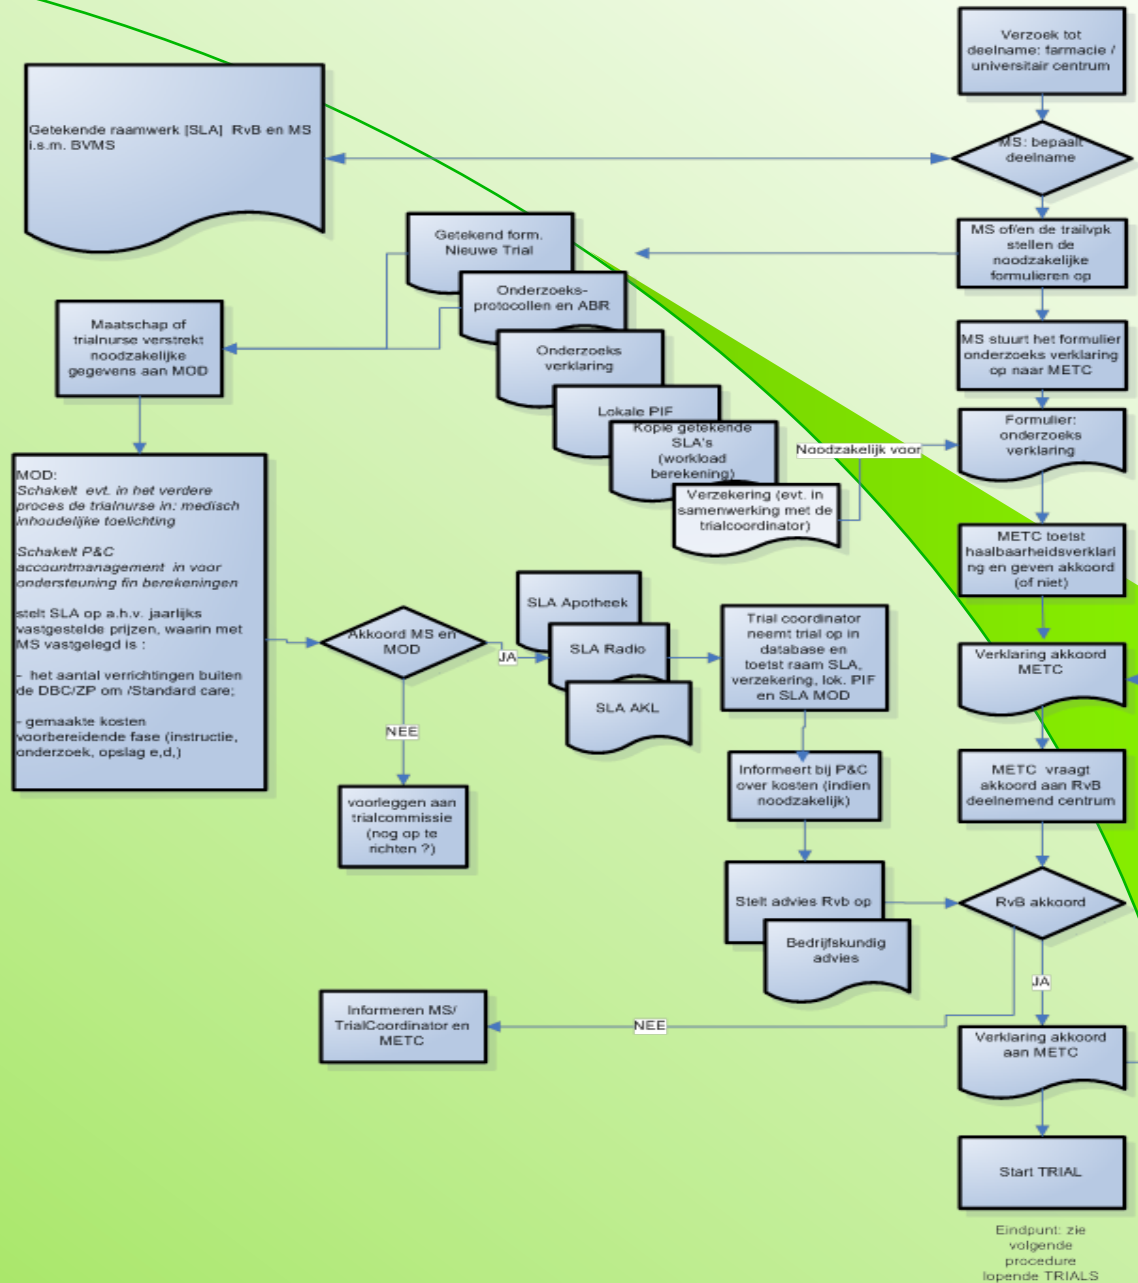 Verzoek tot
deelname: farmacie /
universitair centrum
Getekende raamwerk [SLA] RvB en MS
i.s.m. BVMS
MS: bepaalt
deelname
MS of/en de trailvpk
stellen de
noodzakelijke
formulieren op
Getekend form.
Nieuwe Trial
Onderzoeks-
protocollen en ABR
Onderzoeks
verklaring
Lokale PIF
Kopie getekende
SLA's
(workload
berekening)
Verzekering (evt. in
samenwerking met de
trialcoordinator)
Noodzakelijk voor
Maatschap of
trialnurse verstrekt
noodzakelijke
gegevens aan MOD
MS stuurt het formulier
onderzoeks verklaring
op naar METC
Formulier:
onderzoeks
verklaring
METC toetst
haalbaarheidsverklari
ng en geven akkoord
(of niet)
MOD:
Schakelt evt. in het verdere
proces de trialnurse in: medisch
inhoudelijke toelichting
Schakelt P&C
accountmanagement in voor
ondersteuning fin berekeningen
stelt SLA op a.h.v. jaarlijks
vastgestelde prijzen, waarin met
MS vastgelegd is :
- het aantal verrichtingen buiten
de DBC/ZP om /Standard care;
- gemaakte kosten
voorbereidende fase (instructie,
onderzoek, opslag e,d,)
Akkoord MS en
MOD
JA
NEE
voorleggen aan
trialcommissie
(nog op te
richten ?)
SLA Apotheek
SLA Radio
SLA AKL
Trial coordinator
neemt trial op in
database en
toetst raam SLA,
verzekering, lok. PIF
en SLA MOD
Informeert bij P&C
over kosten (indien
noodzakelijk)
Stelt advies Rvb op
Bedrijfskundig
advies
Verklaring akkoord
METC
METC vraagt
akkoord aan RvB
deelnemend centrum
RvB akkoord
JA
NEE
Informeren MS/
TrialCoordinator en
METC
Verklaring akkoord
aan METC
Start TRIAL
Eindpunt: zie
volgende
procedure
lopende TRIALS